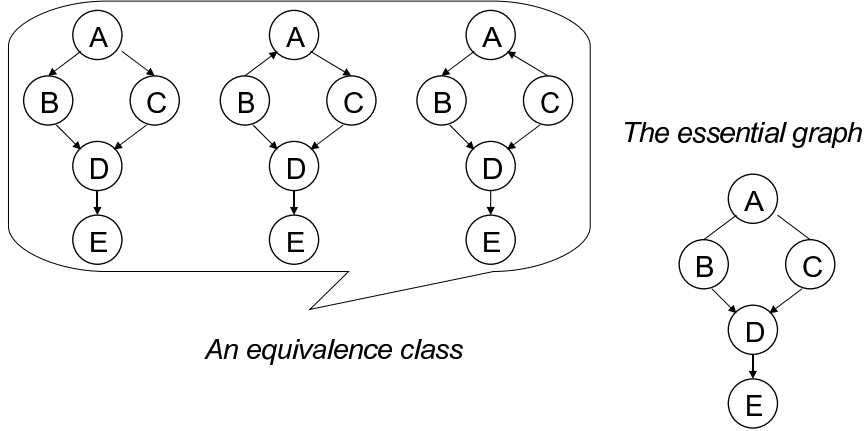 A A A
B C B C B C
D D D
E E E
An equivalence class
The essential graph
A
B C
D
E